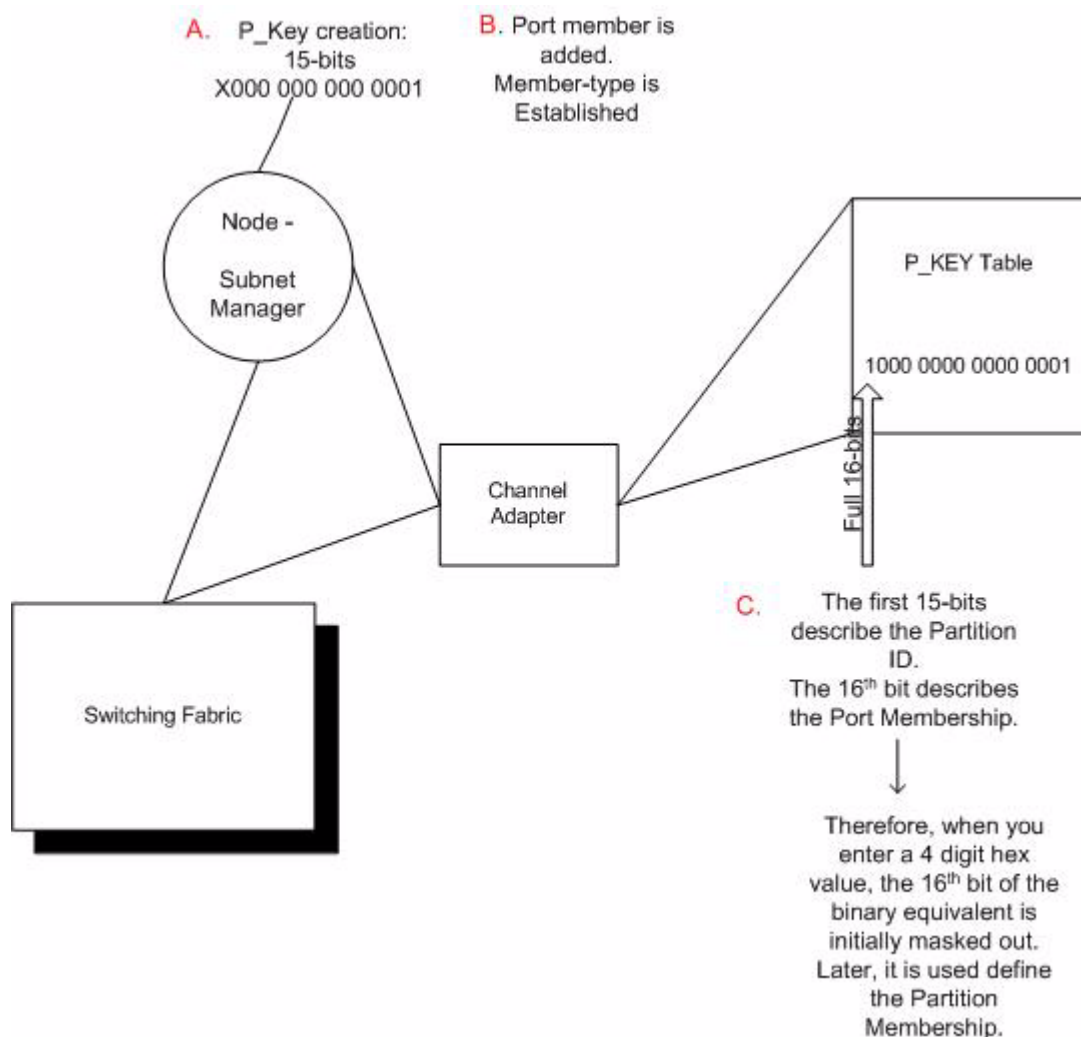 A. P_Key creation:
15-bits
X000 000 000 0001
B. Port member is
added.
Member-type is
Established
Node -
Subnet
Manager
P_KEY Table
1000 0000 0000 0001
Full 16-bits
Channel
Adapter
Switching Fabric
C. The first 15-bits
describe the Partition
ID.
The 16th bit describes
the Port Membership.
Therefore, when you
enter a 4 digit hex
value, the 16th bit of the
binary equivalent is
initially masked out.
Later, it is used define
the Partition
Membership.